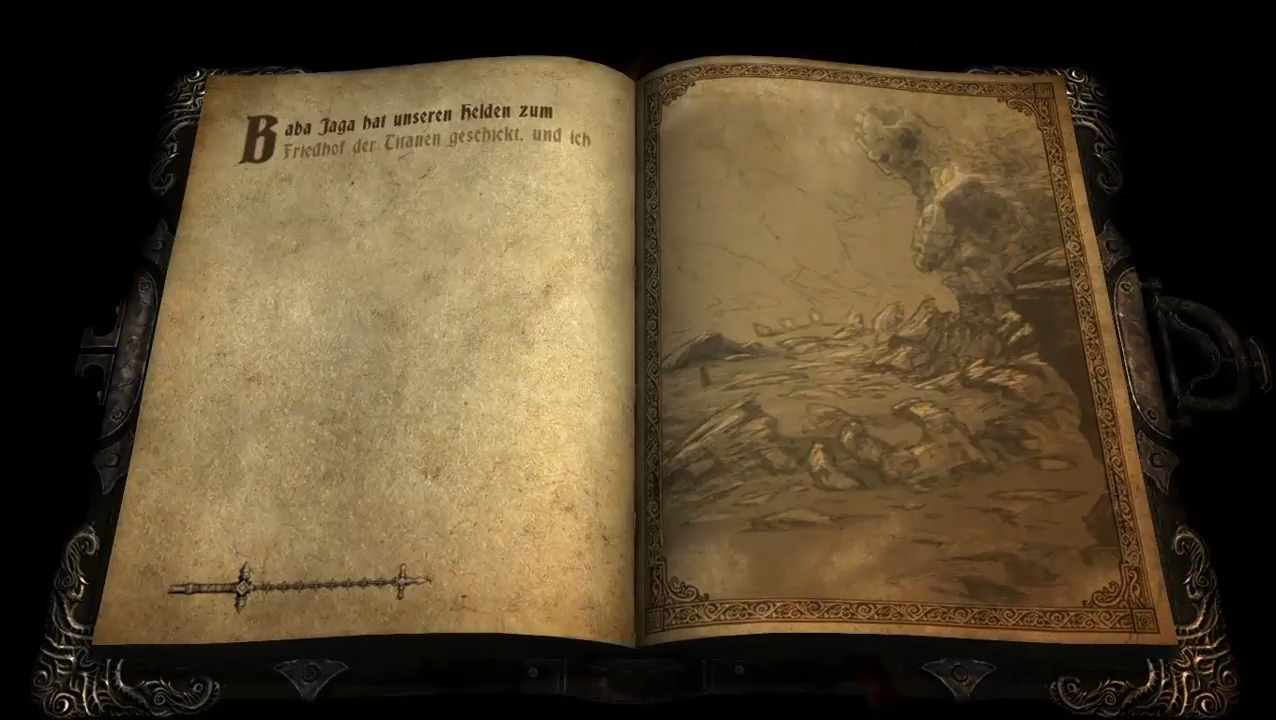 Baba Jaga hat unseren Helden zum
Friedhof der Titanen geschickt, und ich